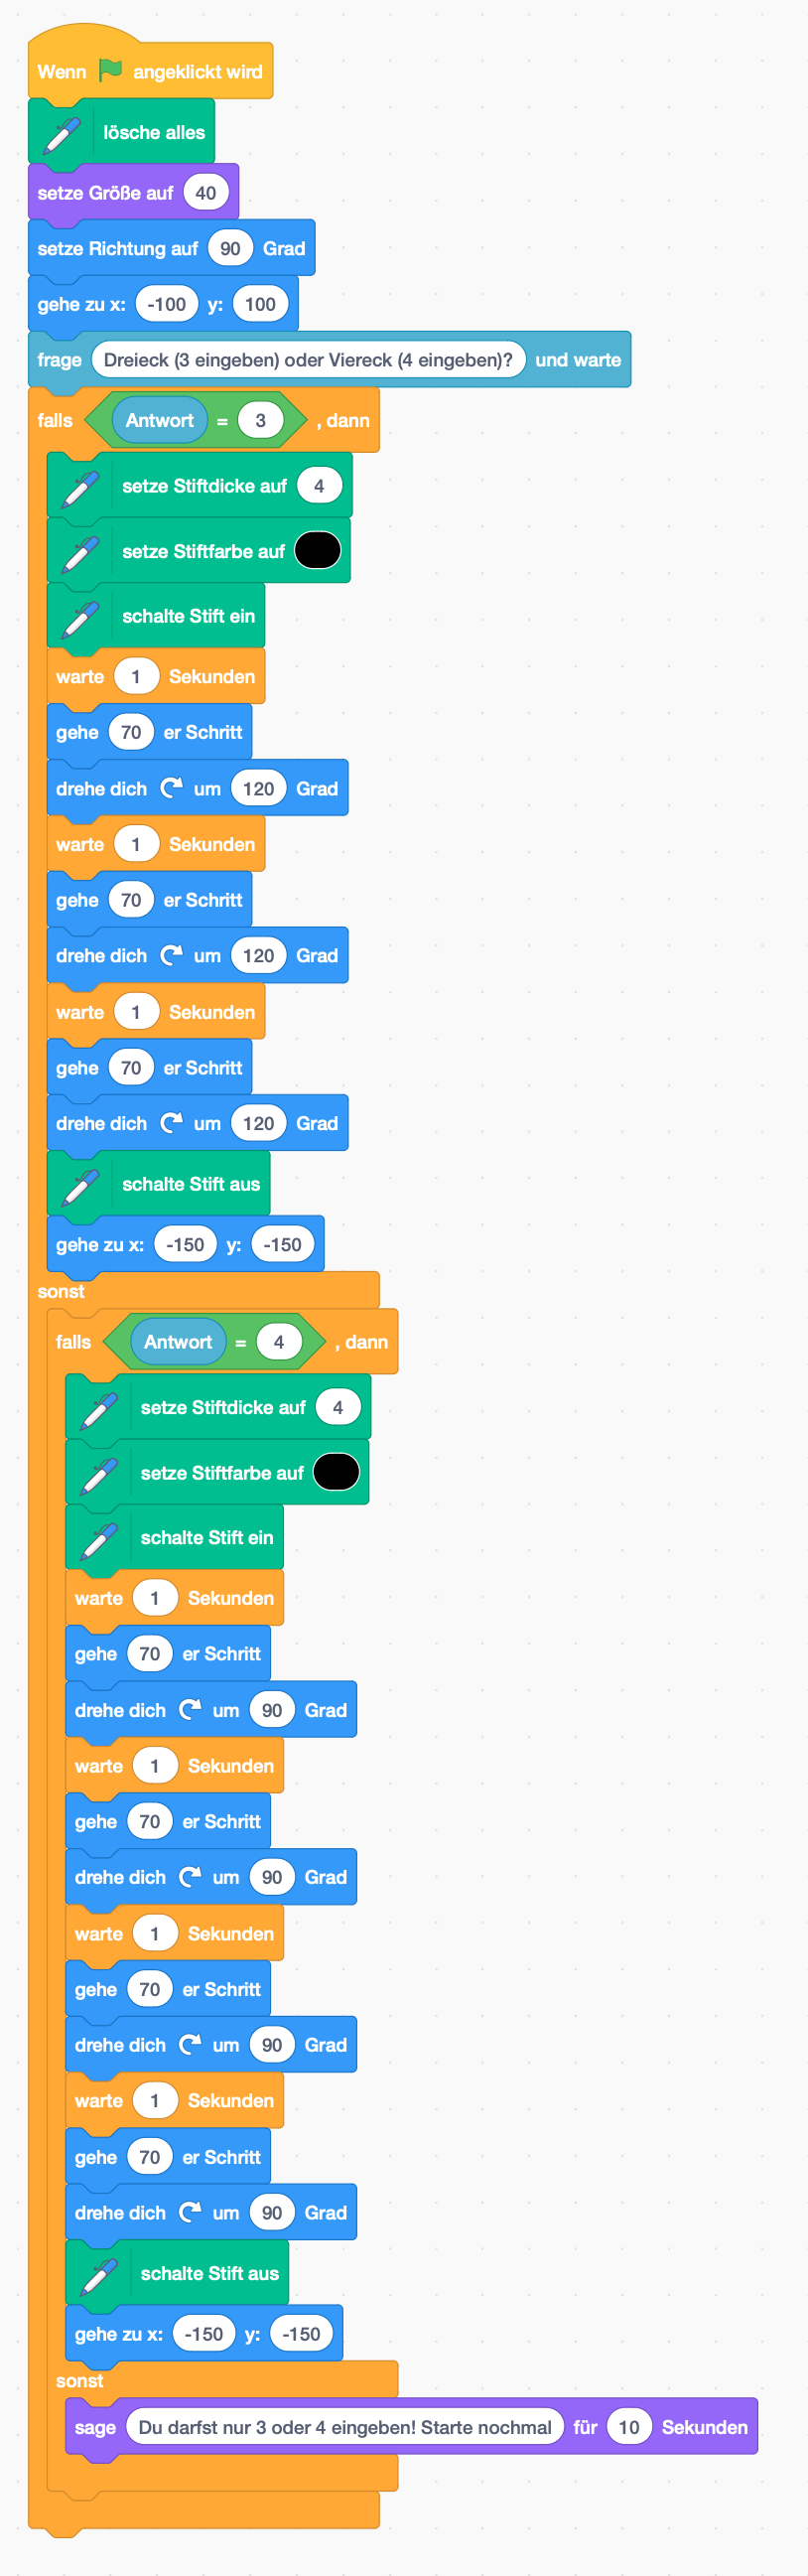 Wenn angeklickt wird
lösche alles
setze Größe auf 40
setze Richtung auf 90 Grad
gehe zu x: -100 y: 100
frage Dreieck (3 eingeben) oder Viereck (4 eingeben)? und warte
falls Antwort = 3 , dann
setze Stiftdicke auf 4
setze Stiftfarbe auf
schalte Stift ein
warte 1 Sekunden
gehe 70 er Schritt
drehe dich um 120 Grad
warte 1 Sekunden
gehe 70 er Schritt
drehe dich um 120 Grad
warte 1 Sekunden
gehe 70 er Schritt
drehe dich um 120 Grad
schalte Stift aus
gehe zu x: -150 y: -150
sonst
falls Antwort = 4 , dann
setze Stiftdicke auf 4
setze Stiftfarbe auf
schalte Stift ein
warte 1 Sekunden
gehe 70 er Schritt
drehe dich um 90 Grad
warte 1 Sekunden
gehe 70 er Schritt
drehe dich um 90 Grad
warte 1 Sekunden
gehe 70 er Schritt
drehe dich um 90 Grad
warte 1 Sekunden
gehe 70 er Schritt
drehe dich um 90 Grad
schalte Stift aus
gehe zu x: -150 y: -150
sonst
sage Du darfst nur 3 oder 4 eingeben! Starte nochmal für 10 Sekunden